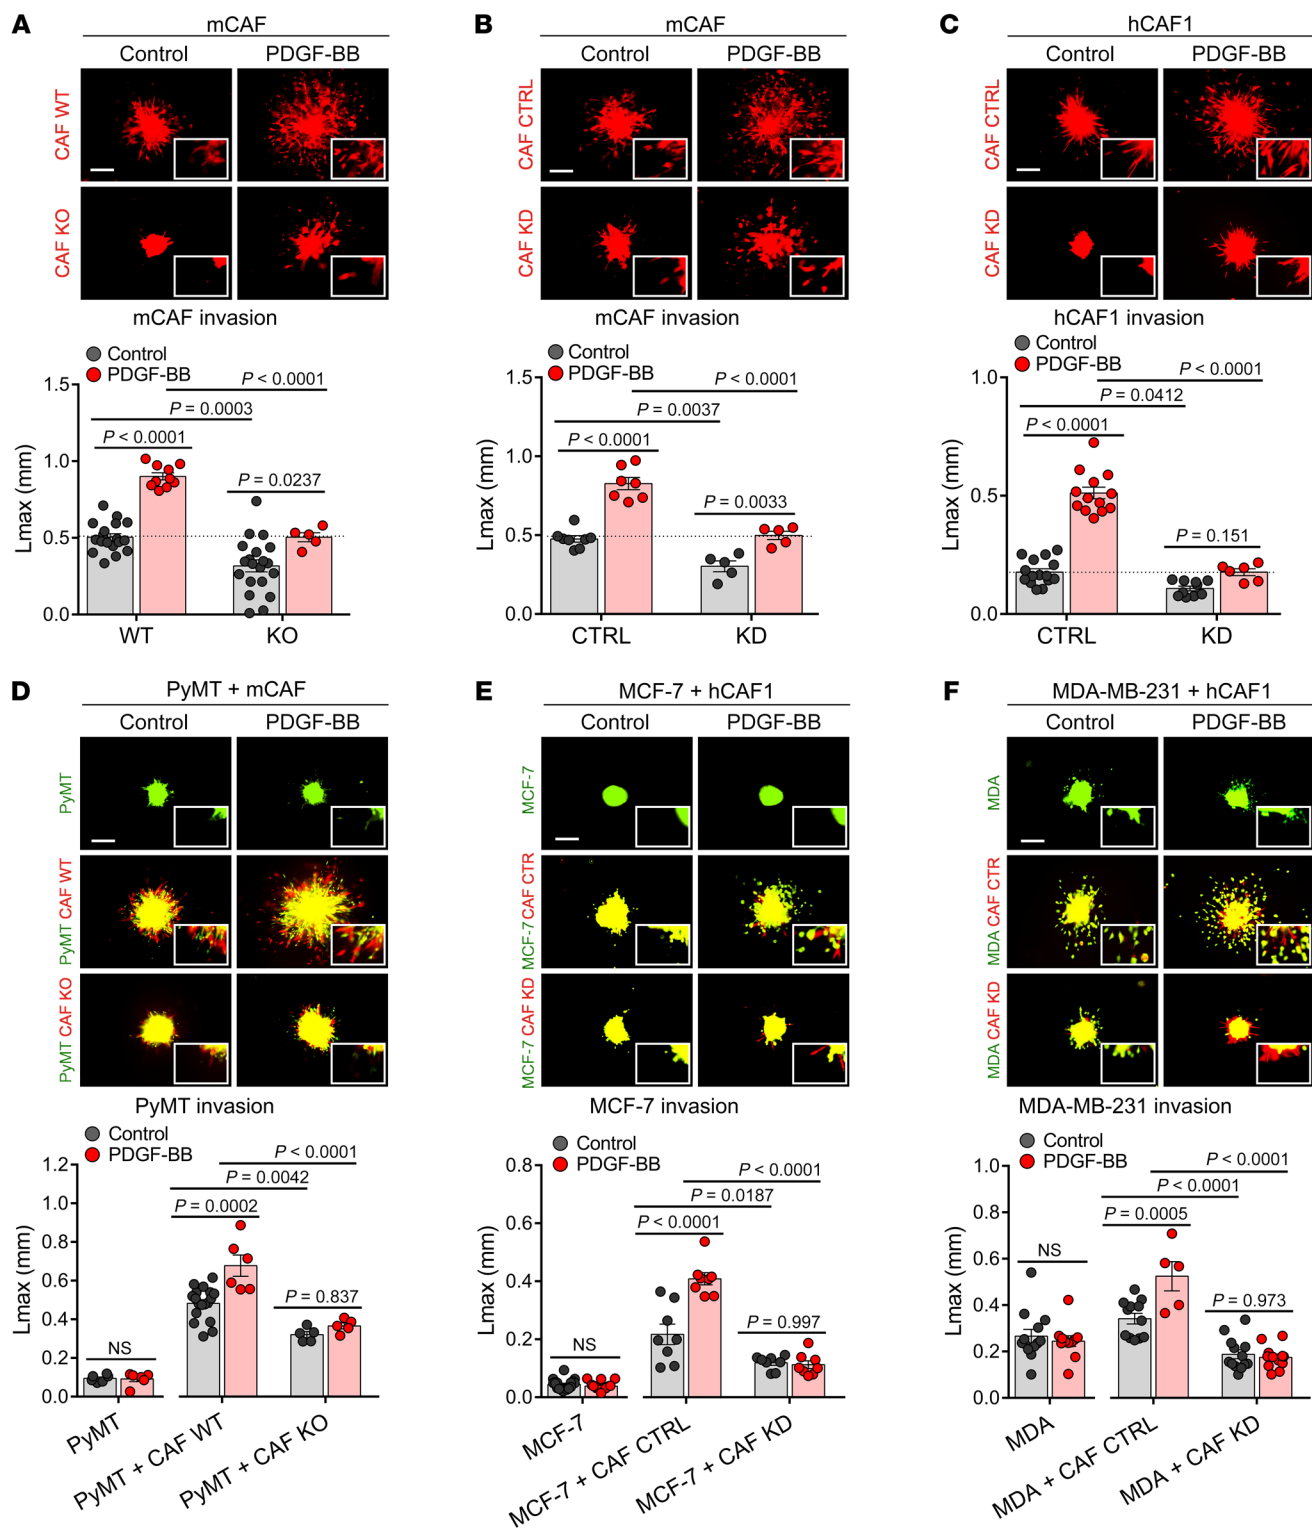 A
mCAF
Control
PDGF-BB
CAF WT
CAF KO
mCAF invasion
Control
PDGF-BB
P < 0.0001
P = 0.0003
P < 0.0001
P = 0.0237
Lmax (mm)
1.5
1.0
0.5
0.0
WT
KO
B
mCAF
Control
PDGF-BB
CAF CTRL
CAF KD
mCAF invasion
Control
PDGF-BB
P < 0.0001
P = 0.0037
P < 0.0001
P = 0.0033
Lmax (mm)
1.5
1.0
0.5
0.0
CTRL
KD
C
hCAF1
Control
PDGF-BB
CAF CTRL
CAF KD
hCAF1 invasion
Control
PDGF-BB
P < 0.0001
P = 0.0412
P < 0.0001
P = 0.151
Lmax (mm)
1.0
0.5
0.0
CTRL
KD
D
PyMT + mCAF
Control
PDGF-BB
PyMT
PyMT CAF WT
PyMT CAF KO
PyMT invasion
Control
PDGF-BB
P < 0.0001
P = 0.0042
P = 0.0002
P = 0.837
NS
Lmax (mm)
1.2
1.0
0.8
0.6
0.4
0.2
0.0
PyMT
PyMT + CAF WT
PyMT + CAF KO
E
MCF-7 + hCAF1
Control
PDGF-BB
MCF-7
MCF-7 CAF CTR
MCF-7 CAF KD
MCF-7 invasion
Control
PDGF-BB
P < 0.0001
P = 0.0187
P < 0.0001
P = 0.997
NS
Lmax (mm)
0.8
0.6
0.4
0.2
0.0
MCF-7
MCF-7 + CAF CTRL
MCF-7 + CAF KD
F
MDA-MB-231 + hCAF1
Control
PDGF-BB
MDA
MDA CAF CTR
MDA CAF KD
MDA-MB-231 invasion
Control
PDGF-BB
P < 0.0001
P < 0.0001
P = 0.0005
P = 0.973
NS
Lmax (mm)
1.0
0.8
0.6
0.4
0.2
0.0
MDA
MDA + CAF CTRL
MDA + CAF KD